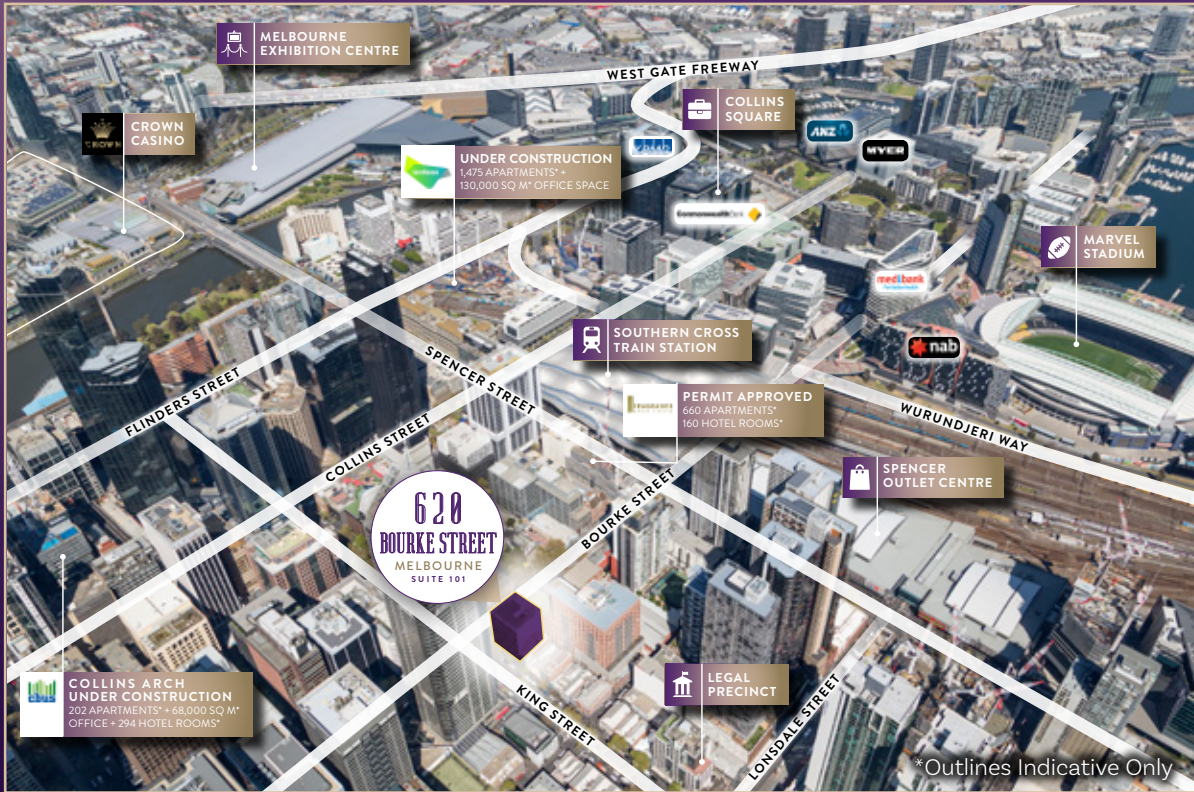 MELBOURNE
EXHIBITION CENTRE
WEST GATE FREEWAY
COLLINS
SQUARE
CROWN
CASINO
CROWN
ANZ
MYER
UNDER CONSTRUCTION
1,475 APARTMENTS* +
130,000 SQ M* OFFICE SPACE
KPMG
CommonwealthBank
MARVEL
STADIUM
medibank
nab
SOUTHERN CROSS
TRAIN STATION
SPENCER STREET
FLINDERS STREET
PERMIT APPROVED
660 APARTMENTS*
160 HOTEL ROOMS*
WURUNDJERI WAY
COLLINS STREET
SPENCER
OUTLET CENTRE
BOURKE STREET
620
BOURKE STREET
MELBOURNE
SUITE 101
COLLINS ARCH
UNDER CONSTRUCTION
202 APARTMENTS* + 68,000 SQ M*
OFFICE + 294 HOTEL ROOMS*
cbus
LEGAL
PRECINCT
KING STREET
LONSDALE STREET
*Outlines Indicative Only